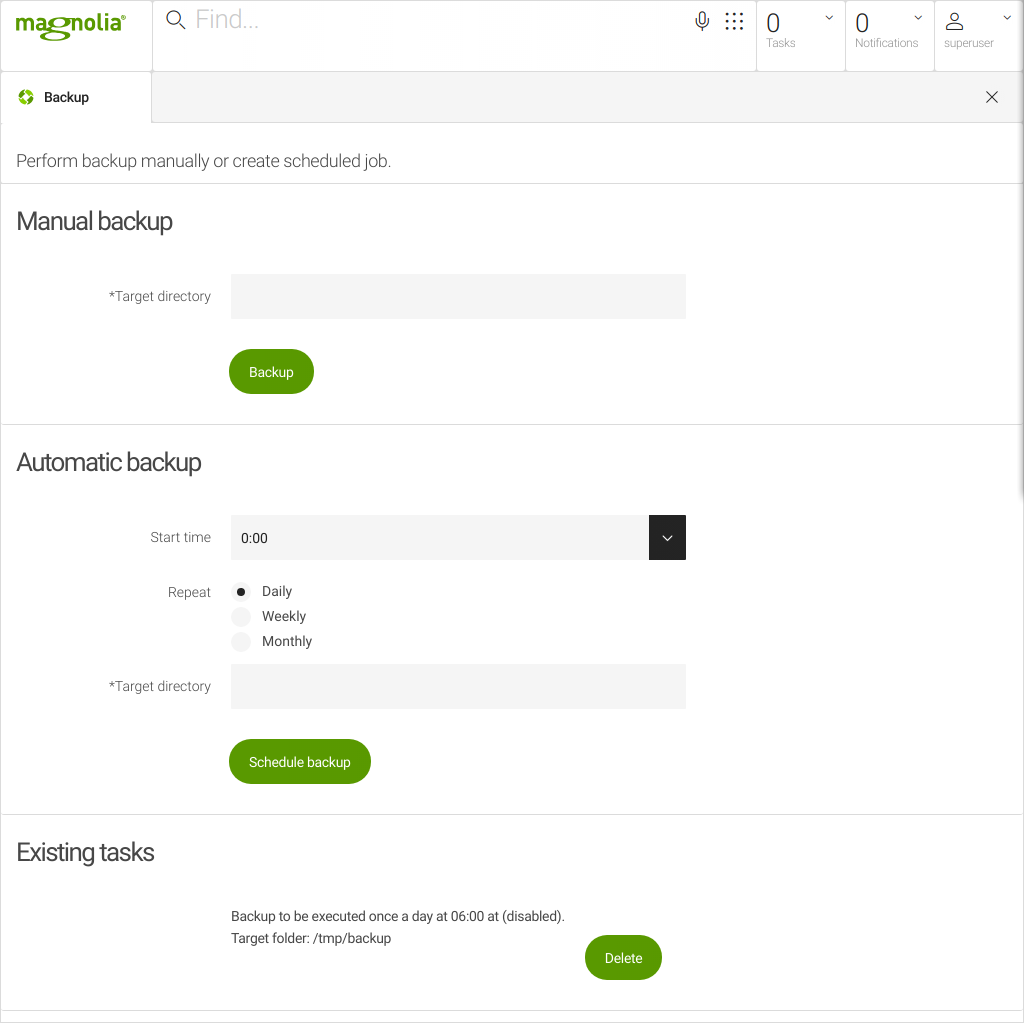 magnolia®
Find...
0
Tasks
0
Notifications
superuser
Backup
Perform backup manually or create scheduled job.
Manual backup
*Target directory
Backup
Automatic backup
Start time
0:00
Repeat
Daily
Weekly
Monthly
*Target directory
Schedule backup
Existing tasks
Backup to be executed once a day at 06:00 at (disabled).
Target folder: /tmp/backup
Delete